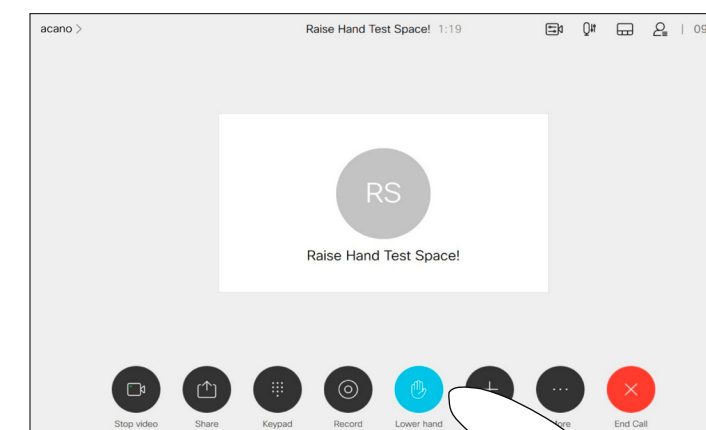 acano >
Raise Hand Test Space! 1:19
| 09
RS
Raise Hand Test Space!
Stop video Share Keypad Record Lower hand End Call